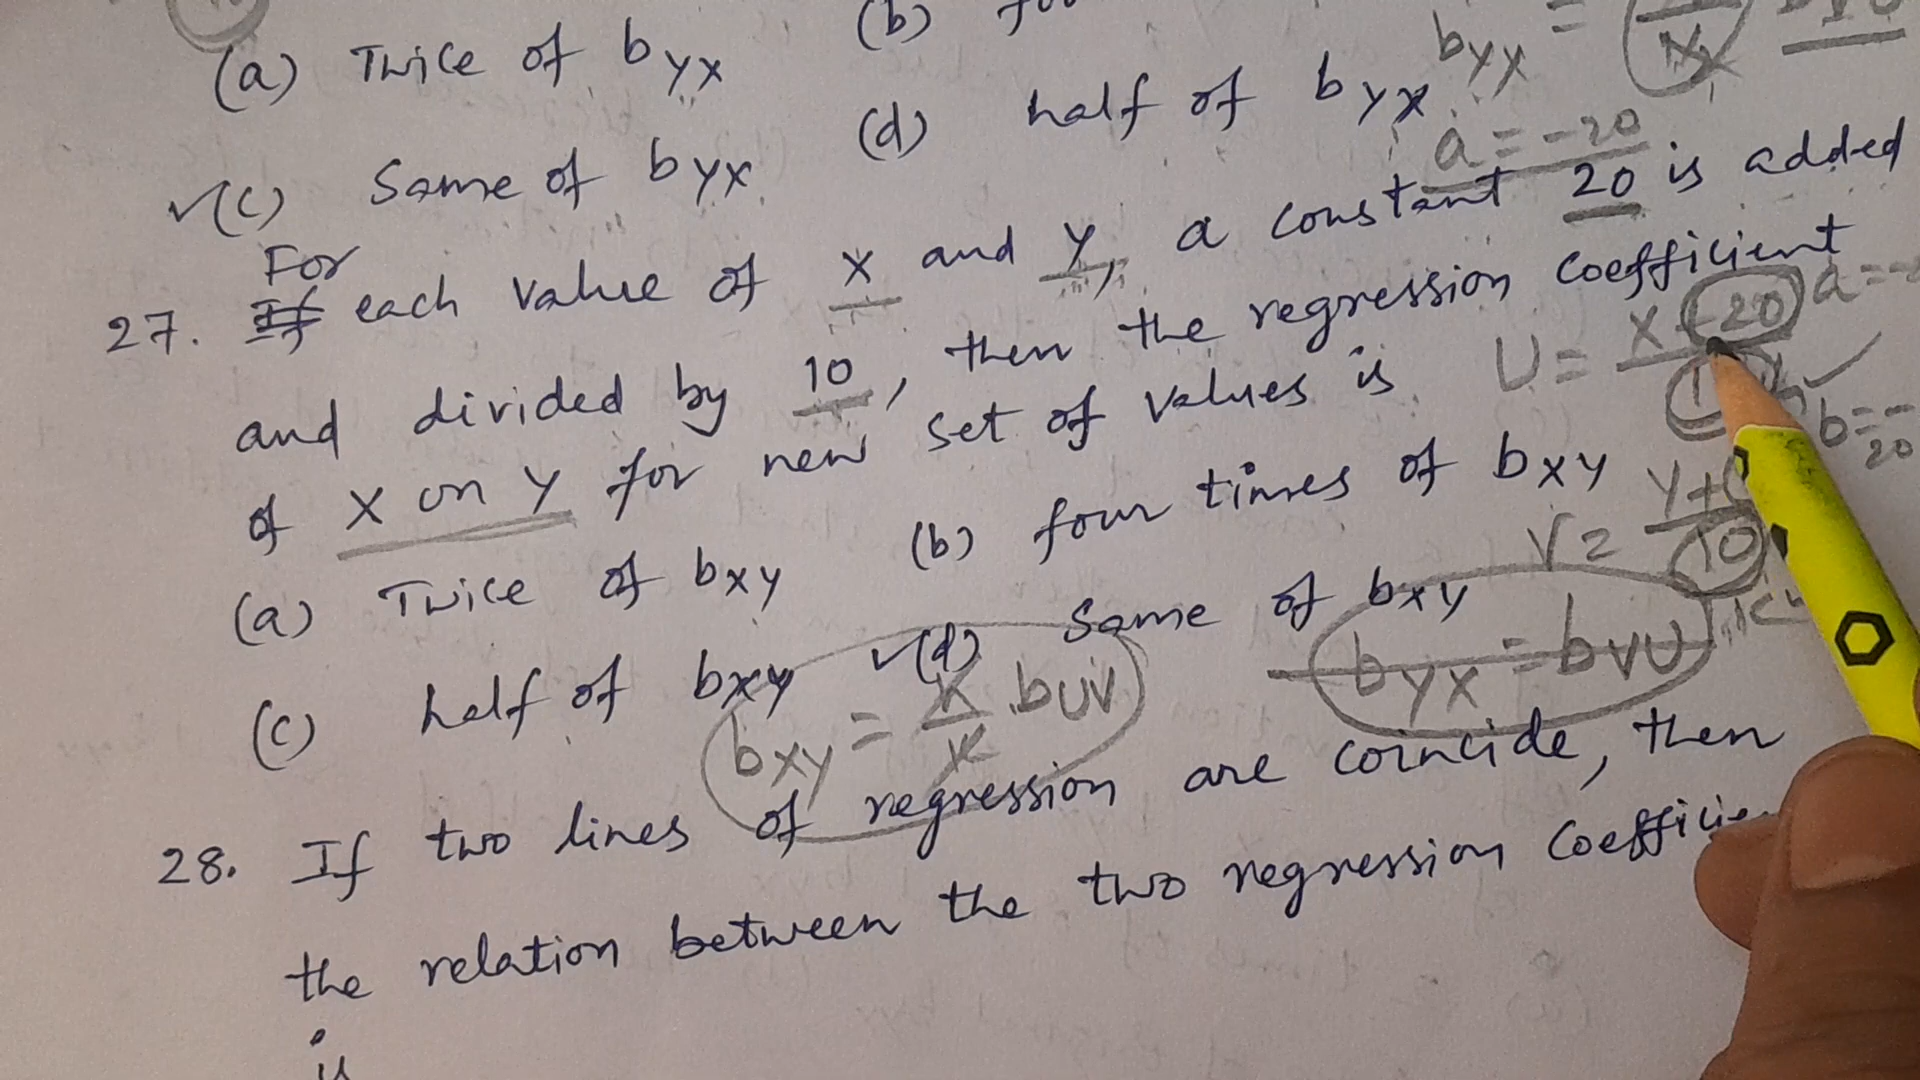 (a) Twice of byx (b)
byx =
✓(c) Same of byx (d) half of byx
a = -20
27. For each value of x and y, a constant 20 is added
and divided by 10, then the regression coefficient
of x on y for new set of values is
U = X - -20
a = -
b = -
20
(a) Twice of bxy (b) four times of bxy
V = Y+
10
(c) half of bxy ✓(d) Same of bxy
bxy = K/K . buv
byx = bvu
28. If two lines of regression are coincide, then
the relation between the two regression
is